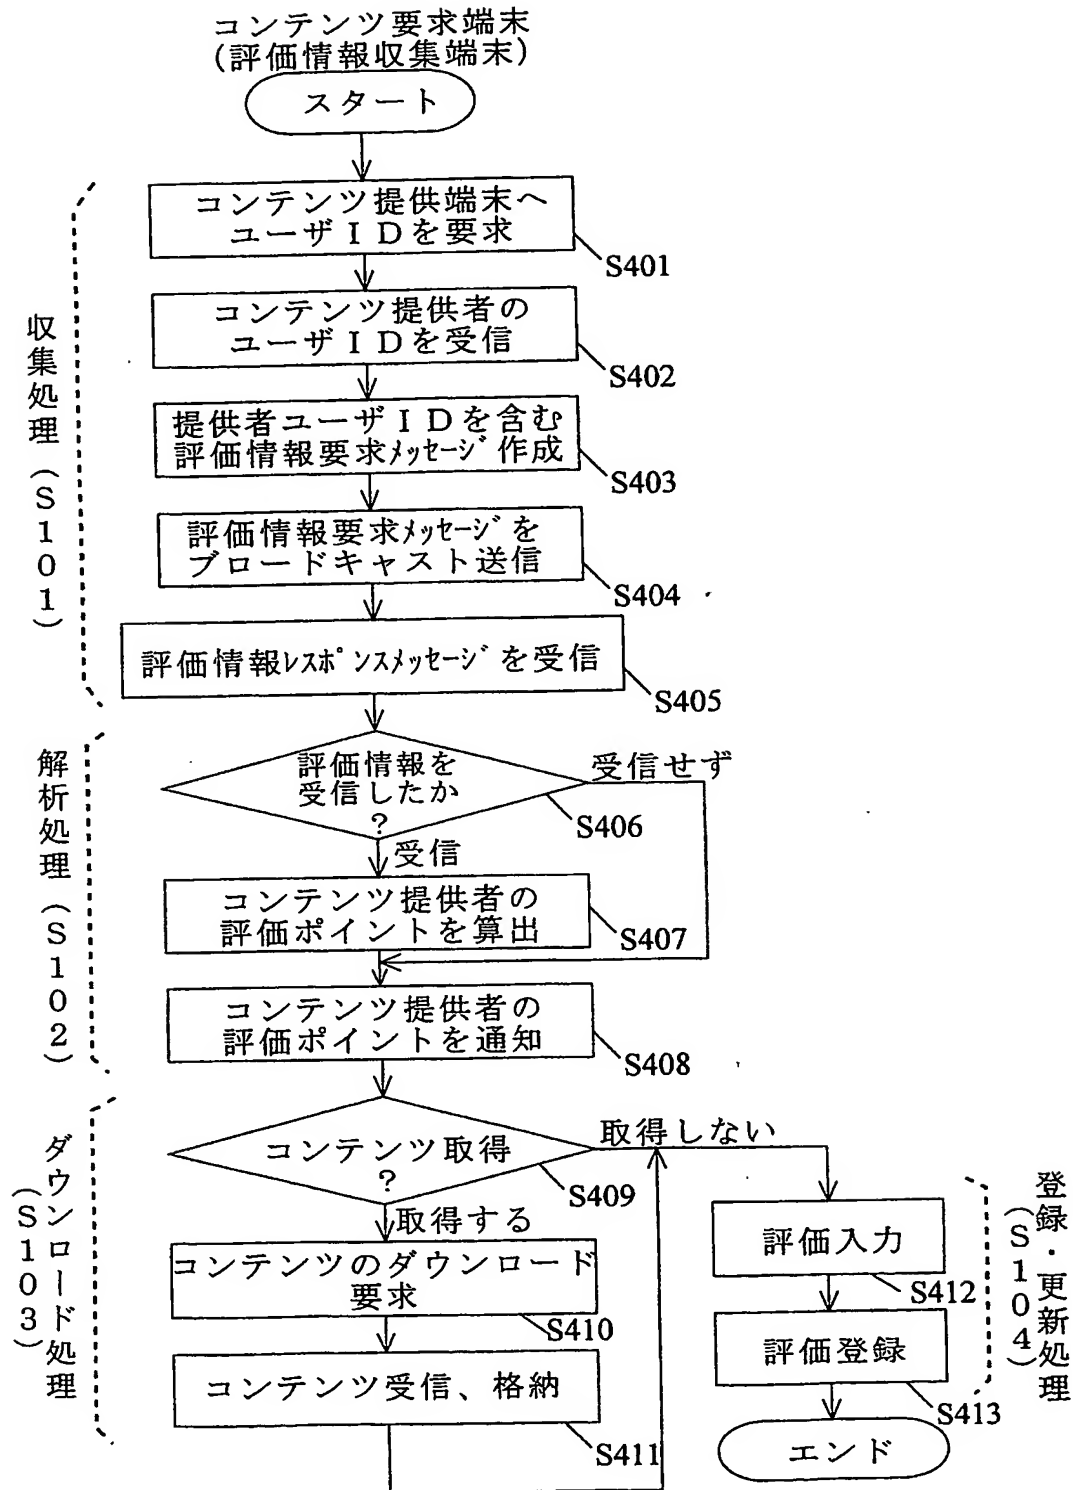 コンテンツ要求端末
(評価情報収集端末)
スタート
収集処理(S101)
コンテンツ提供端末へ
ユーザIDを要求
S401
コンテンツ提供者の
ユーザIDを受信
S402
提供者ユーザIDを含む
評価情報要求メッセージ作成
S403
評価情報要求メッセージを
ブロードキャスト送信
S404
評価情報レスポンスメッセージを受信
S405
解析処理(S102)
評価情報を
受信したか
?
受信せず
S406
受信
コンテンツ提供者の
評価ポイントを算出
S407
コンテンツ提供者の
評価ポイントを通知
S408
ダウンロード処理
(S103)
コンテンツ取得
?
取得しない
S409
取得する
コンテンツのダウンロード
要求
S410
コンテンツ受信、格納
S411
登録・更新処理
(S104)
評価入力
S412
評価登録
S413
エンド